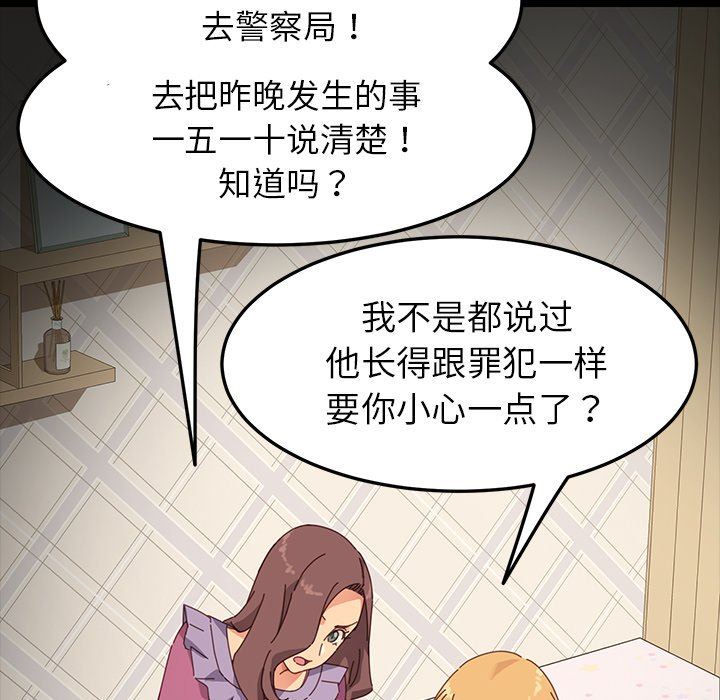 去警察局！
去把昨晚发生的事
一五一十说清楚！
知道吗？
我不是都说过
他长得跟罪犯一样
要你小心一点了？